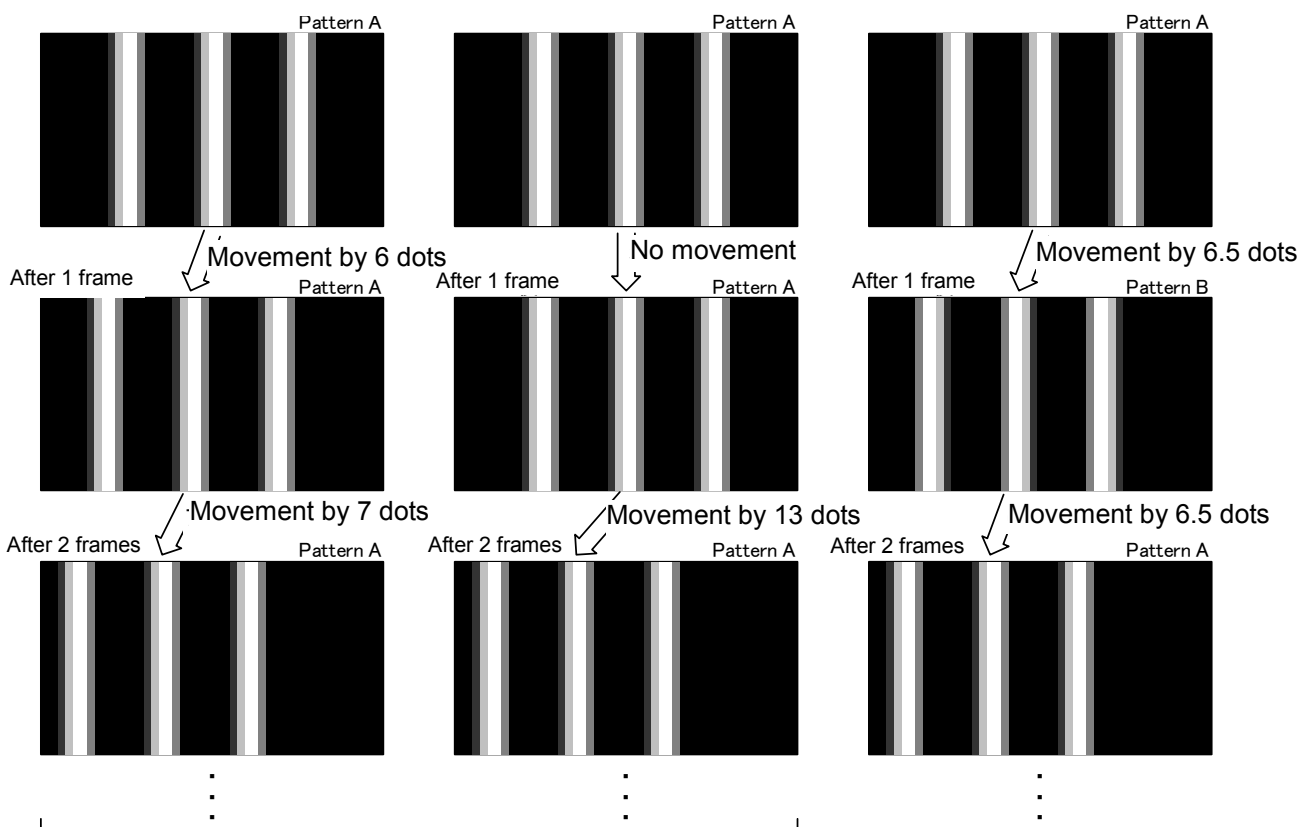 Pattern A
Pattern A
Pattern A
Movement by 6 dots
No movement
Movement by 6.5 dots
After 1 frame
Pattern A
After 1 frame
Pattern A
After 1 frame
Pattern B
Movement by 7 dots
Movement by 13 dots
Movement by 6.5 dots
After 2 frames
Pattern A
After 2 frames
Pattern A
After 2 frames
Pattern A